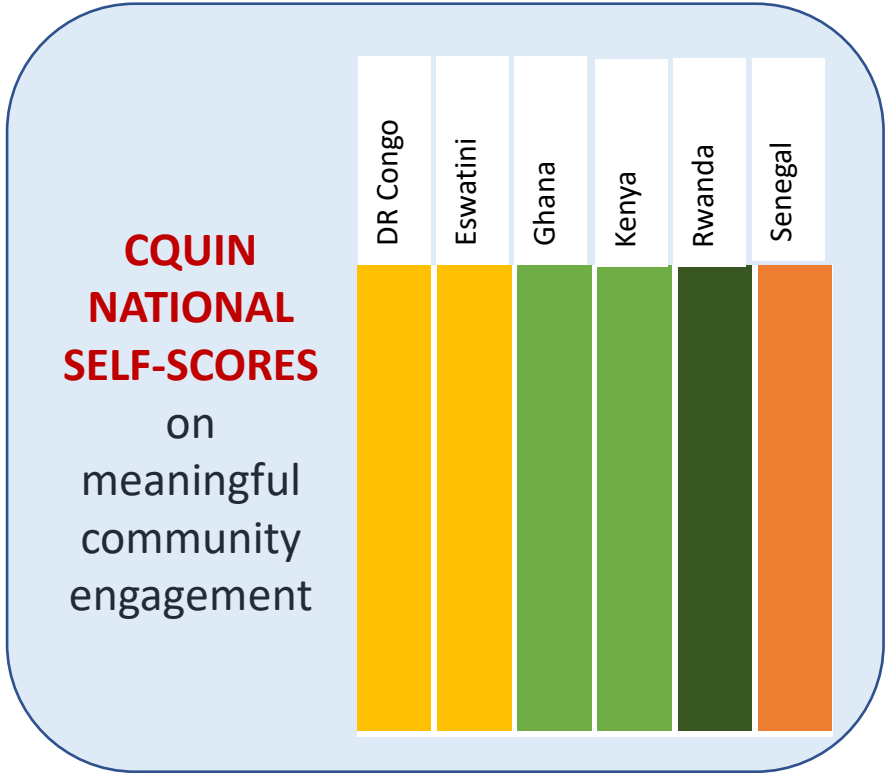 CQUIN
NATIONAL
SELF-SCORES
on
meaningful
community
engagement
DR Congo
Eswatini
Ghana
Kenya
Rwanda
Senegal